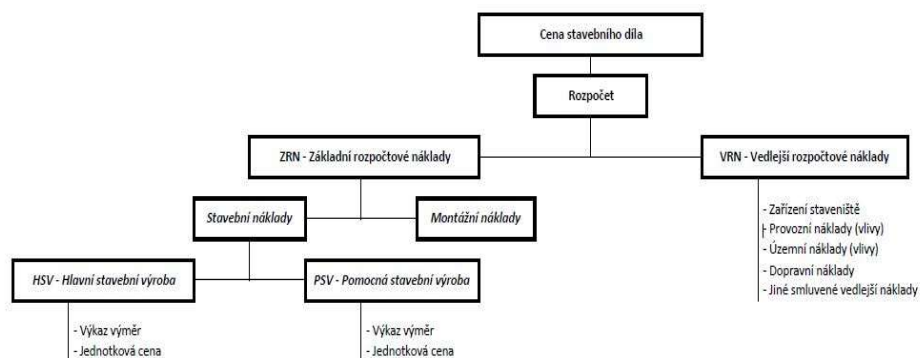 Cena stavebního díla
Rozpočet
ZRN - Základní rozpočtové náklady
VRN - Vedlejší rozpočtové náklady
Stavební náklady
Montážní náklady
- Zařízení staveniště
- Provozní náklady (vlivy)
- Územní náklady (vlivy)
- Dopravní náklady
- Jiné smluvené vedlejší náklady
HSV - Hlavní stavební výroba
PSV - Pomocná stavební výroba
- Výkaz výměr
- Jednotková cena
- Výkaz výměr
- Jednotková cena